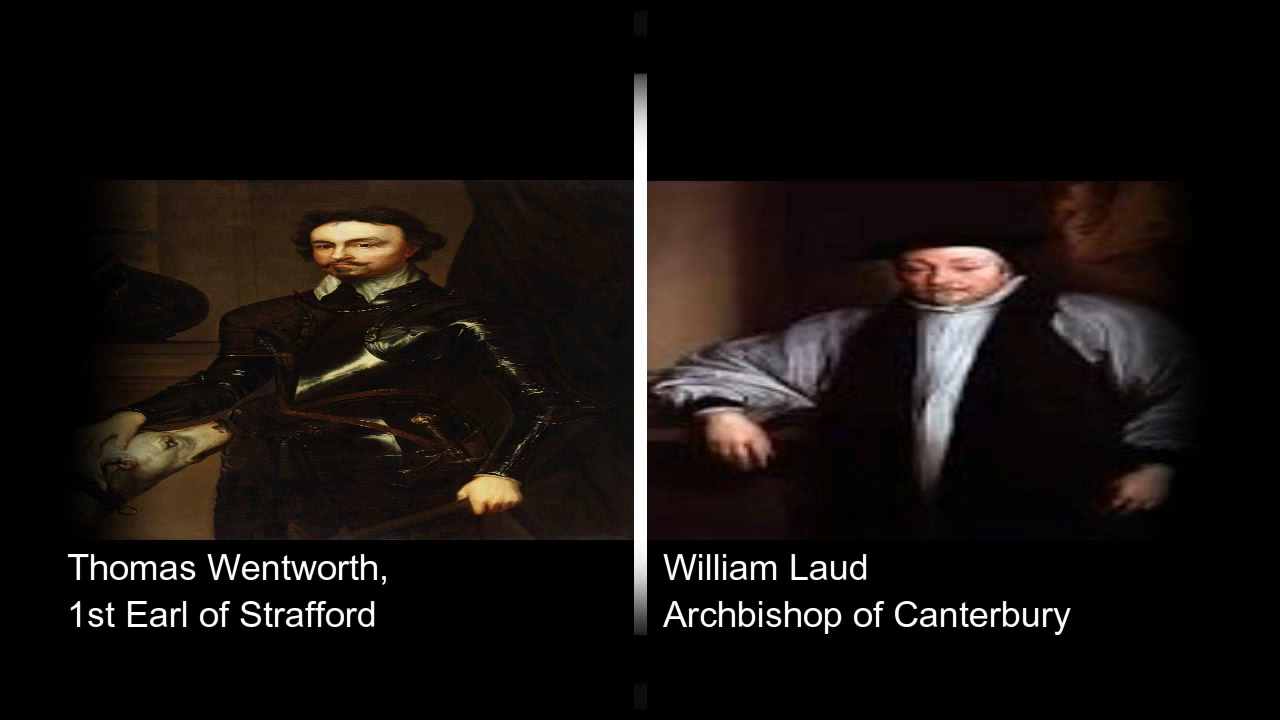 Thomas Wentworth,
1st Earl of Strafford
William Laud
Archbishop of Canterbury